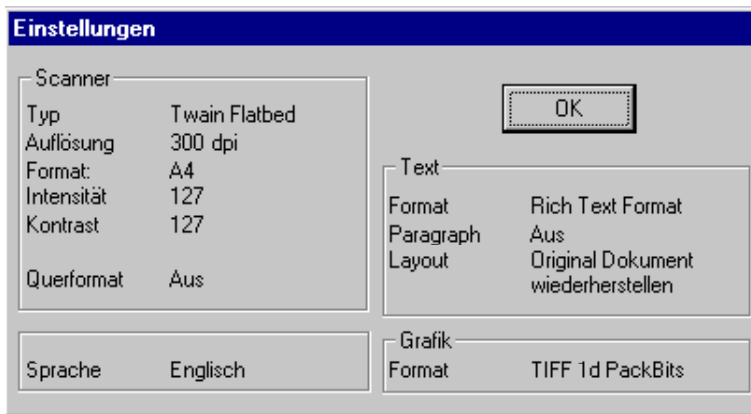 Einstellungen
Scanner
Typ Twain Flatbed
Auflösung 300 dpi
Format: A4
Intensität 127
Kontrast 127
Querformat Aus
Sprache Englisch
OK
Text
Format Rich Text Format
Paragraph Aus
Layout Original Dokument
wiederherstellen
Grafik
Format TIFF 1d PackBits